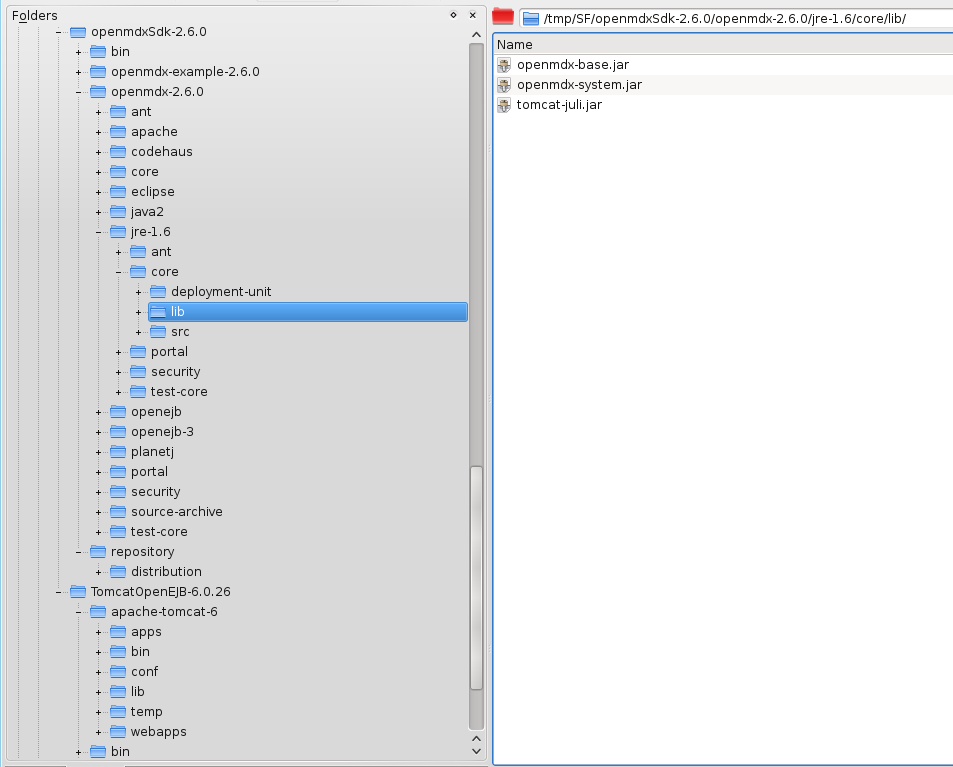 Folders
openmdxSdk-2.6.0
bin
openmdx-example-2.6.0
openmdx-2.6.0
ant
apache
codehaus
core
eclipse
java2
jre-1.6
ant
core
deployment-unit
lib
src
portal
security
test-core
openejb
openejb-3
planetj
portal
security
source-archive
test-core
repository
distribution
TomcatOpenEJB-6.0.26
apache-tomcat-6
apps
bin
conf
lib
temp
webapps
bin
/tmp/SF/openmdxSdk-2.6.0/openmdx-2.6.0/jre-1.6/core/lib/
Name
openmdx-base.jar
openmdx-system.jar
tomcat-juli.jar